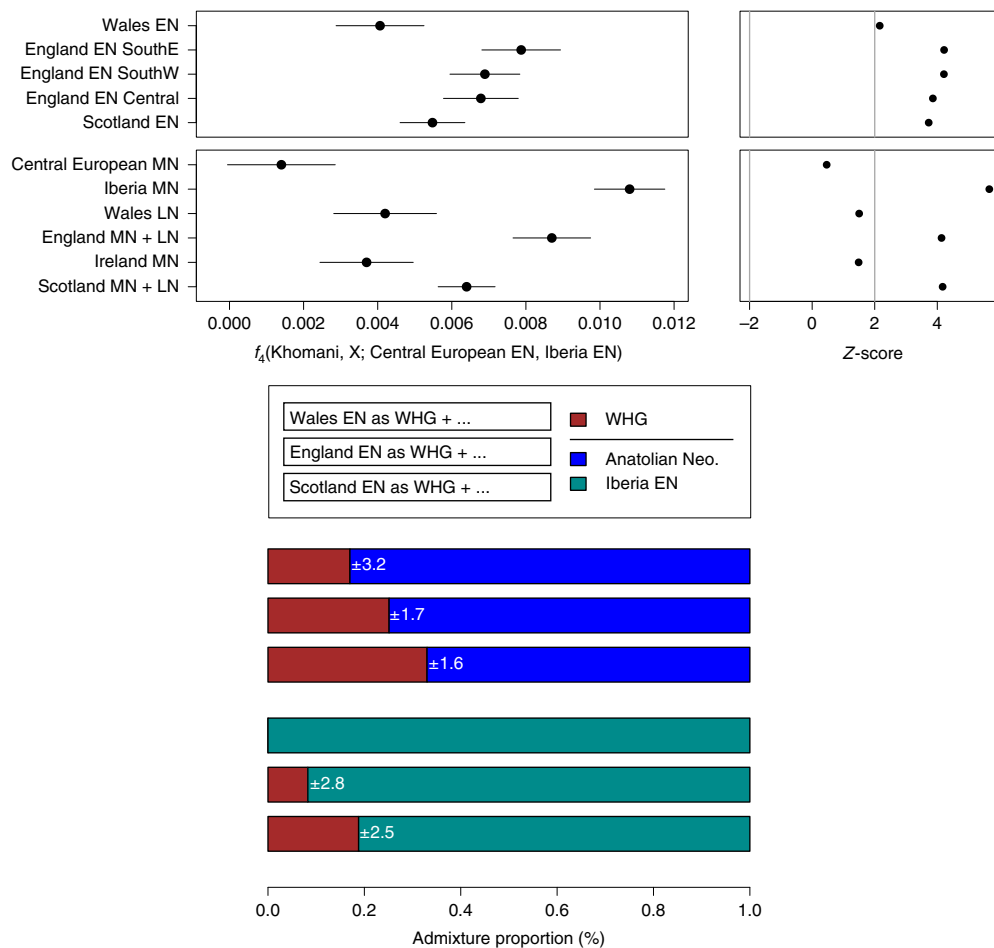 Wales EN
England EN SouthE
England EN SouthW
England EN Central
Scotland EN
Central European MN
Iberia MN
Wales LN
England MN + LN
Ireland MN
Scotland MN + LN
0.000 0.002 0.004 0.006 0.008 0.010 0.012
f4(Khomani, X; Central European EN, Iberia EN)
−2 0 2 4
Z-score
Wales EN as WHG + ...
England EN as WHG + ...
Scotland EN as WHG + ...
WHG
Anatolian Neo.
Iberia EN
±3.2
±1.7
±1.6
±2.8
±2.5
0.0 0.2 0.4 0.6 0.8 1.0
Admixture proportion (%)